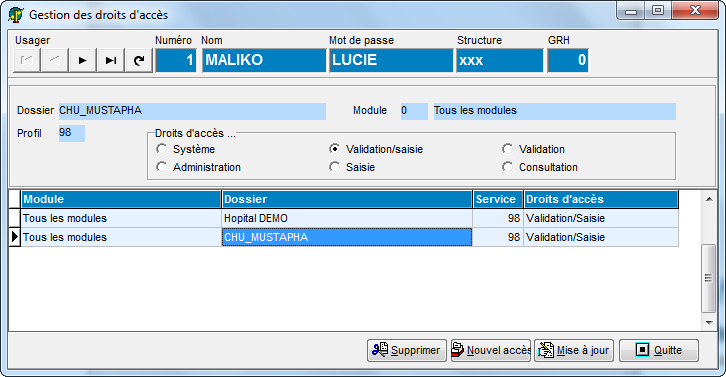 Gestion des droits d'accès
Usager Numéro Nom Mot de passe Structure GRH
1 MALIKO LUCIE xxx 0
Dossier CHU_MUSTAPHA Module 0 Tous les modules
Profil 98 Droits d'accès ...
Système Validation/saisie Validation
Administration Saisie Consultation
Module Dossier Service Droits d'accès
Tous les modules Hopital DEMO 98 Validation/Saisie
Tous les modules CHU_MUSTAPHA 98 Validation/Saisie
Supprimer Nouvel accès Mise à jour Quitte